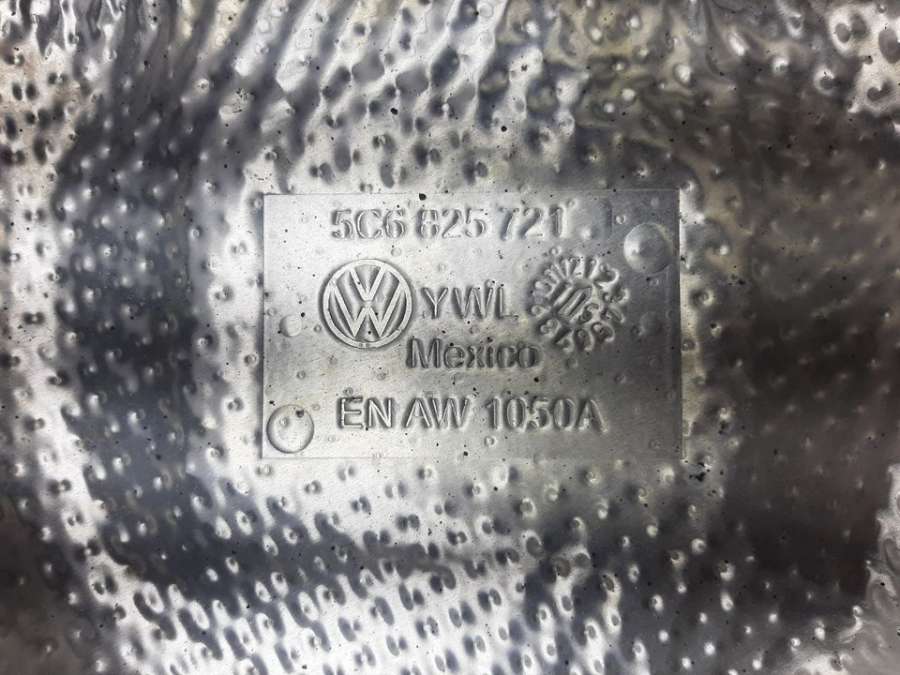 5C6 825 721
YWL
Mexico
EN AW 1050A